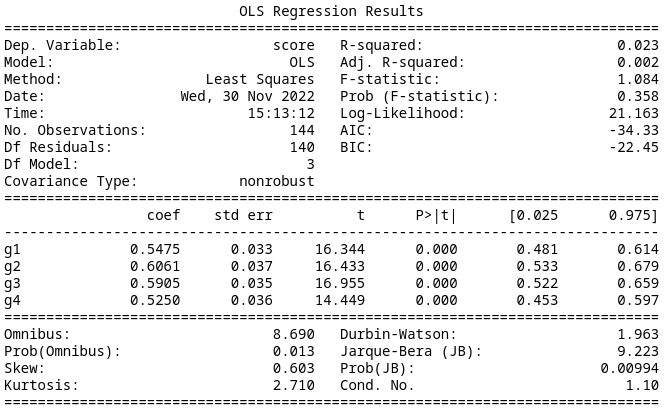 OLS Regression Results
==============================================================================
Dep. Variable:                  score   R-squared:                       0.023
Model:                            OLS   Adj. R-squared:                  0.002
Method:                 Least Squares   F-statistic:                     1.084
Date:                Wed, 30 Nov 2022   Prob (F-statistic):              0.358
Time:                        15:13:12   Log-Likelihood:                 21.163
No. Observations:                 144   AIC:                            -34.33
Df Residuals:                     140   BIC:                            -22.45
Df Model:                           3
Covariance Type:            nonrobust
==============================================================================
                 coef    std err          t      P>|t|      [0.025      0.975]
------------------------------------------------------------------------------
g1             0.5475      0.033     16.344      0.000       0.481       0.614
g2             0.6061      0.037     16.433      0.000       0.533       0.679
g3             0.5905      0.035     16.955      0.000       0.522       0.659
g4             0.5250      0.036     14.449      0.000       0.453       0.597
==============================================================================
Omnibus:                        8.690   Durbin-Watson:                   1.963
Prob(Omnibus):                  0.013   Jarque-Bera (JB):                9.223
Skew:                           0.603   Prob(JB):                      0.00994
Kurtosis:                       2.710   Cond. No.                         1.10
==============================================================================